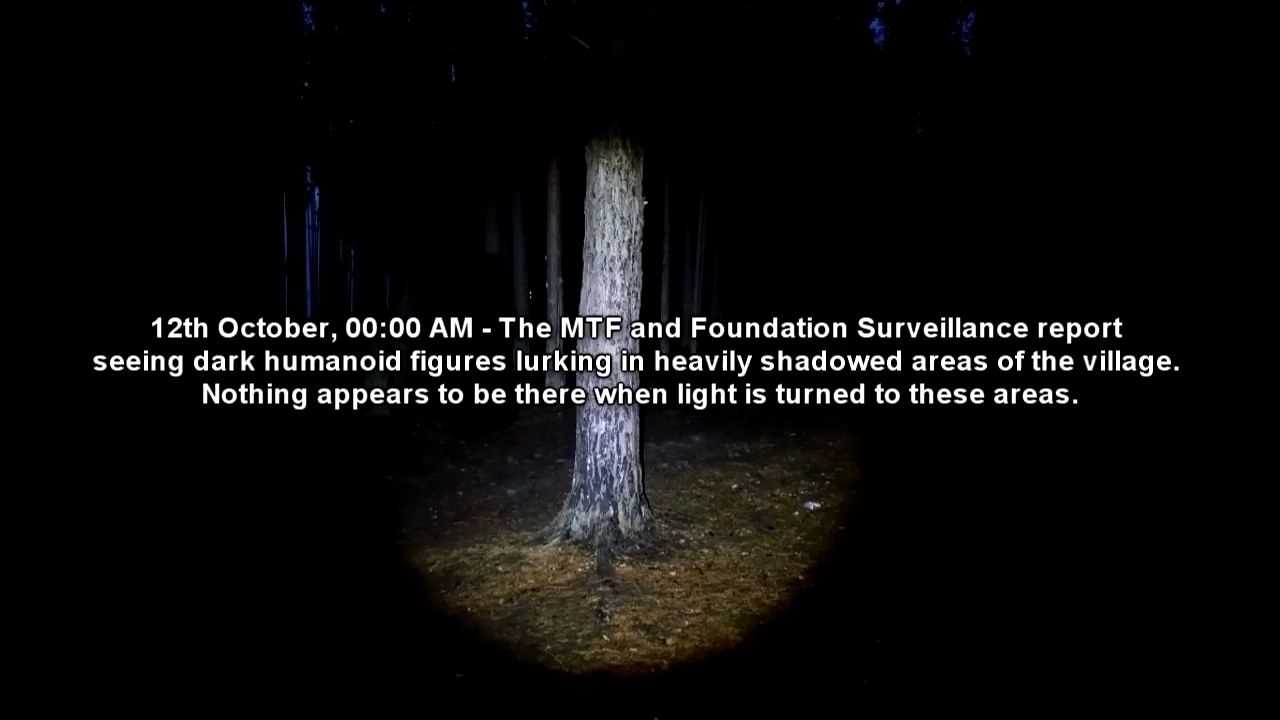 12th October, 00:00 AM - The MTF and Foundation Surveillance report
seeing dark humanoid figures lurking in heavily shadowed areas of the village.
Nothing appears to be there when light is turned to these areas.